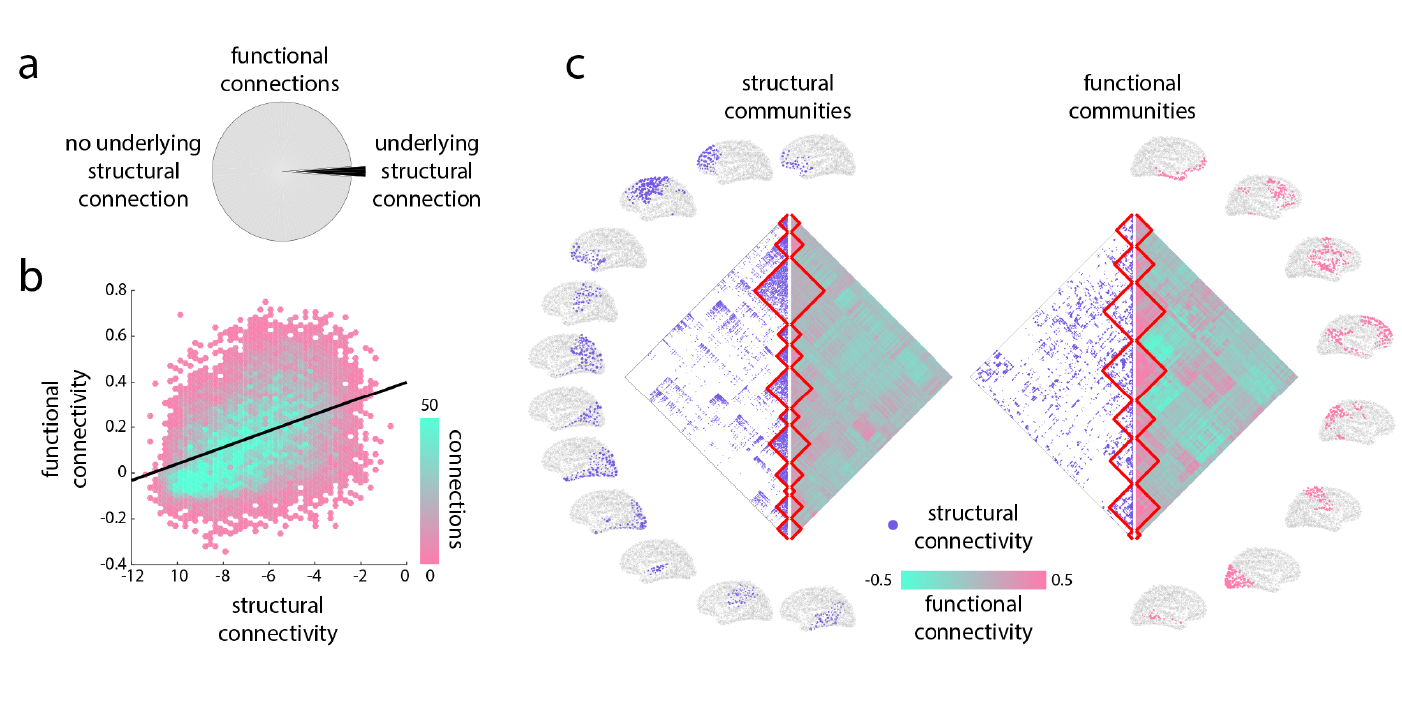 a
functional
connections
no underlying
structural
connection
underlying
structural
connection
b
0.8
0.6
0.4
0.2
0
-0.2
-0.4
functional
connectivity
-12
10
-8
-6
-4
-2
0
structural
connectivity
50
connections
0
c
structural
communities
functional
communities
structural
connectivity
-0.5
0.5
functional
connectivity